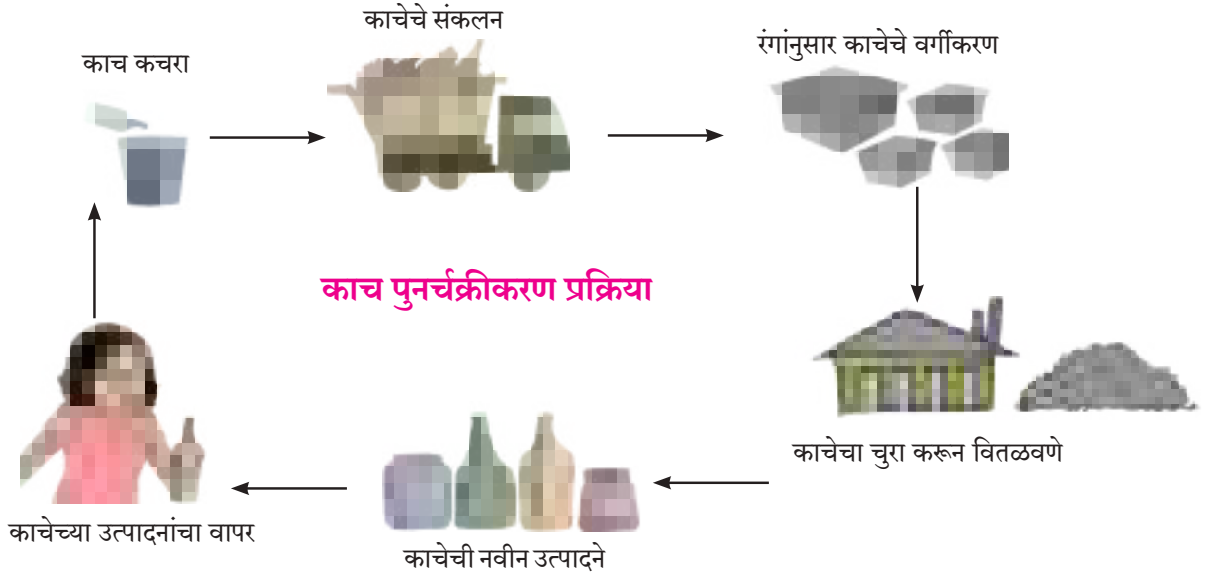 काचेचे संकलन
काच कचरा
रंगांनुसार काचेचे वर्गीकरण
काच पुनर्चक्रीकरण प्रक्रिया
काचेचा चुरा करून वितळवणे
काचेच्या उत्पादनांचा वापर
काचेची नवीन उत्पादने